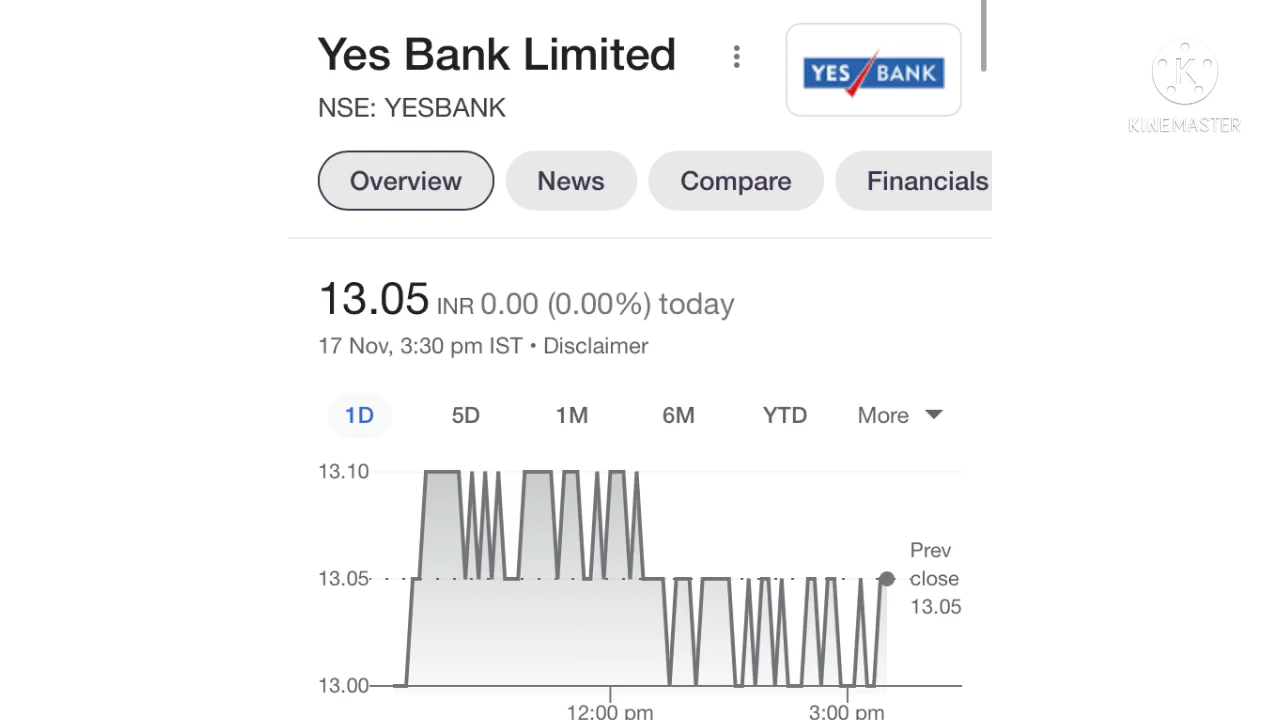 Yes Bank Limited
YES BANK
NSE: YESBANK
K
KINEMASTER
Overview
News
Compare
Financials
13.05 INR 0.00 (0.00%) today
17 Nov, 3:30 pm IST • Disclaimer
1D
5D
1M
6M
YTD
More
13.10
13.05
13.00
Prev
close
13.05
12:00 pm
3:00 pm